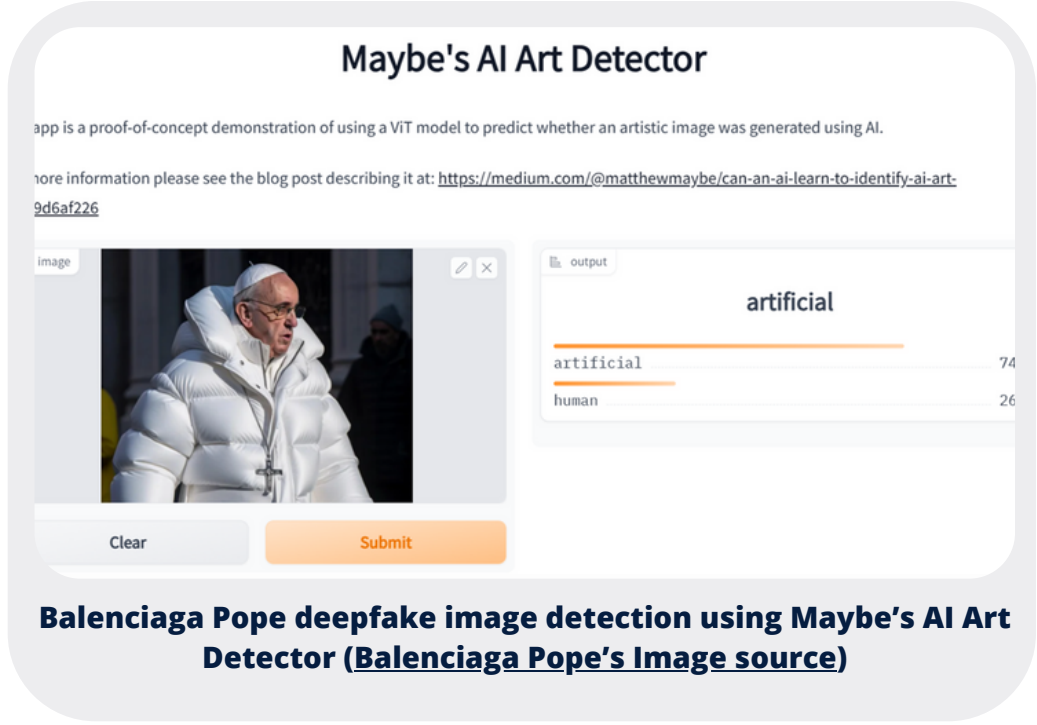 Maybe's AI Art Detector
app is a proof-of-concept demonstration of using a ViT model to predict whether an artistic image was generated using AI.
more information please see the blog post describing it at: https://medium.com/@matthewmaybe/can-an-ai-learn-to-identify-ai-art-
9d6af226
image
output
artificial
artificial 74
human 26
Clear
Submit
Balenciaga Pope deepfake image detection using Maybe’s AI Art
Detector (Balenciaga Pope’s Image source)